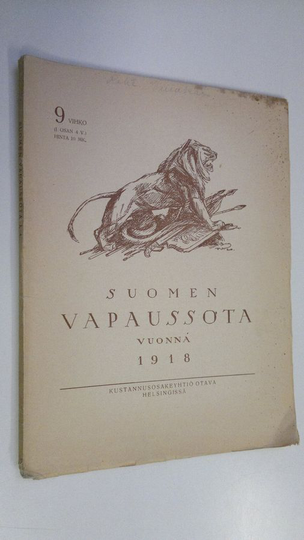 9 VIHKO
SUOMEN
VAPAUSSOTA
VUONNA
1918
KUSTANNUSOSAKEYHTIÖ OTAVA
HELSINGISSÄ